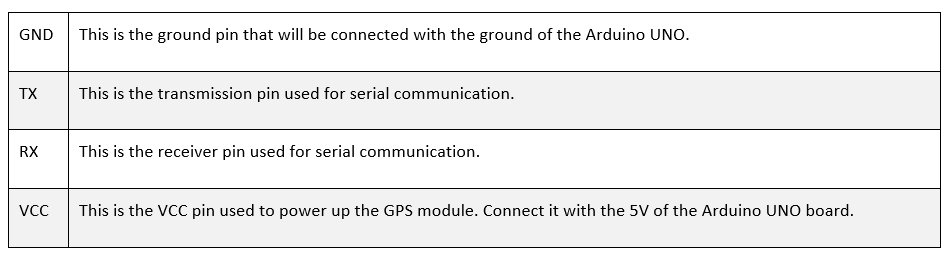 GND This is the ground pin that will be connected with the ground of the Arduino UNO.
TX This is the transmission pin used for serial communication.
RX This is the receiver pin used for serial communication.
VCC This is the VCC pin used to power up the GPS module. Connect it with the 5V of the Arduino UNO board.